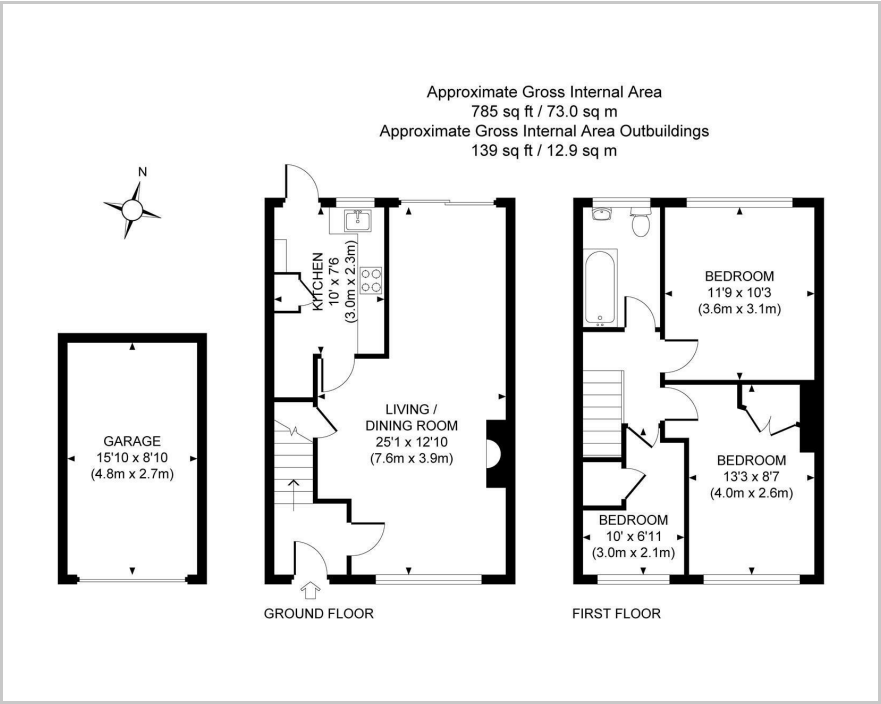 Approximate Gross Internal Area
785 sq ft / 73.0 sq m
Approximate Gross Internal Area Outbuildings
139 sq ft / 12.9 sq m
N
GARAGE
15'10 x 8'10
(4.8m x 2.7m)
KITCHEN
10' x 7'6
(3.0m x 2.3m)
LIVING /
DINING ROOM
25'1 x 12'10
(7.6m x 3.9m)
GROUND FLOOR
BEDROOM
11'9 x 10'3
(3.6m x 3.1m)
BEDROOM
13'3 x 8'7
(4.0m x 2.6m)
BEDROOM
10' x 6'11
(3.0m x 2.1m)
FIRST FLOOR